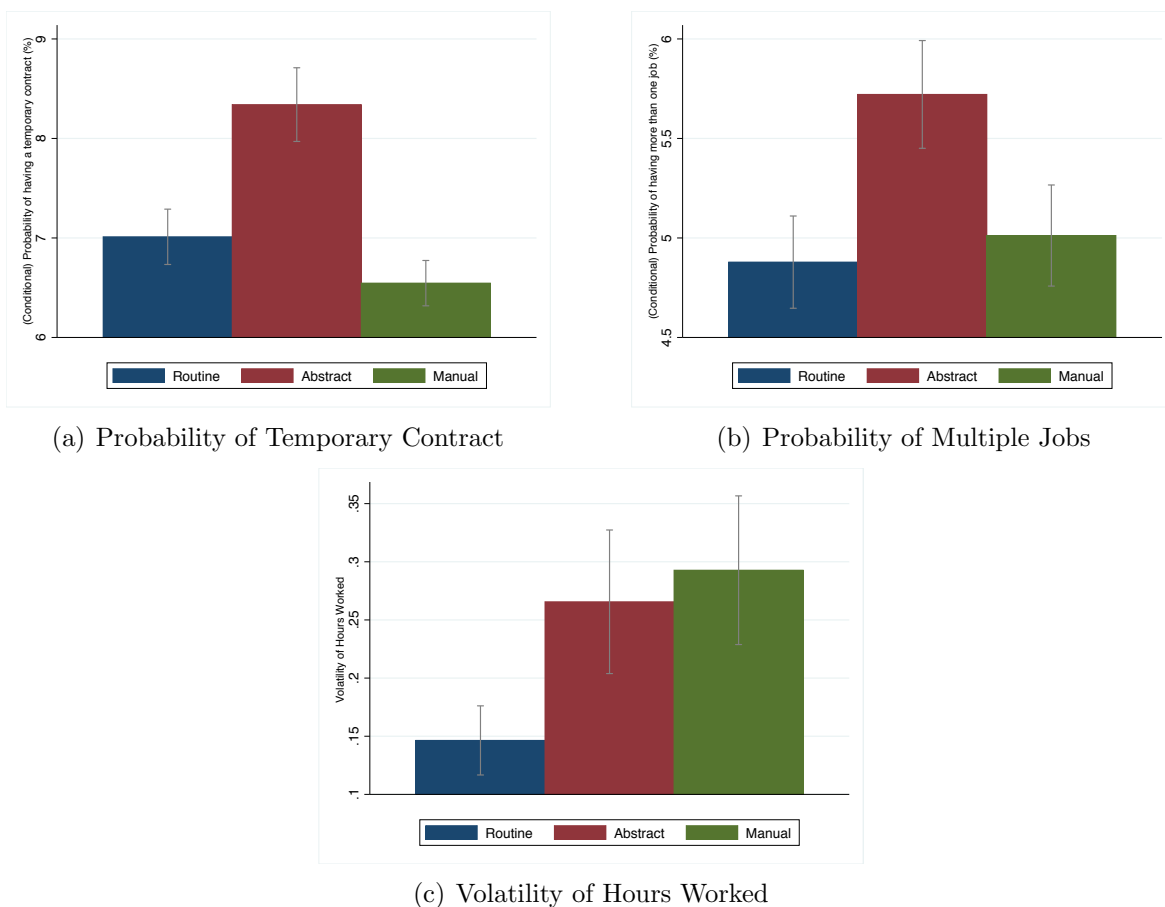 (Conditional) Probability of having a temporary contract (%)
9
8
7
6
Routine Abstract Manual
(a) Probability of Temporary Contract
(Conditional) Probability of having more than one job (%)
6
5.5
5
4.5
Routine Abstract Manual
(b) Probability of Multiple Jobs
Volatility of Hours Worked
.35
.3
.25
.2
.15
.1
Routine Abstract Manual
(c) Volatility of Hours Worked